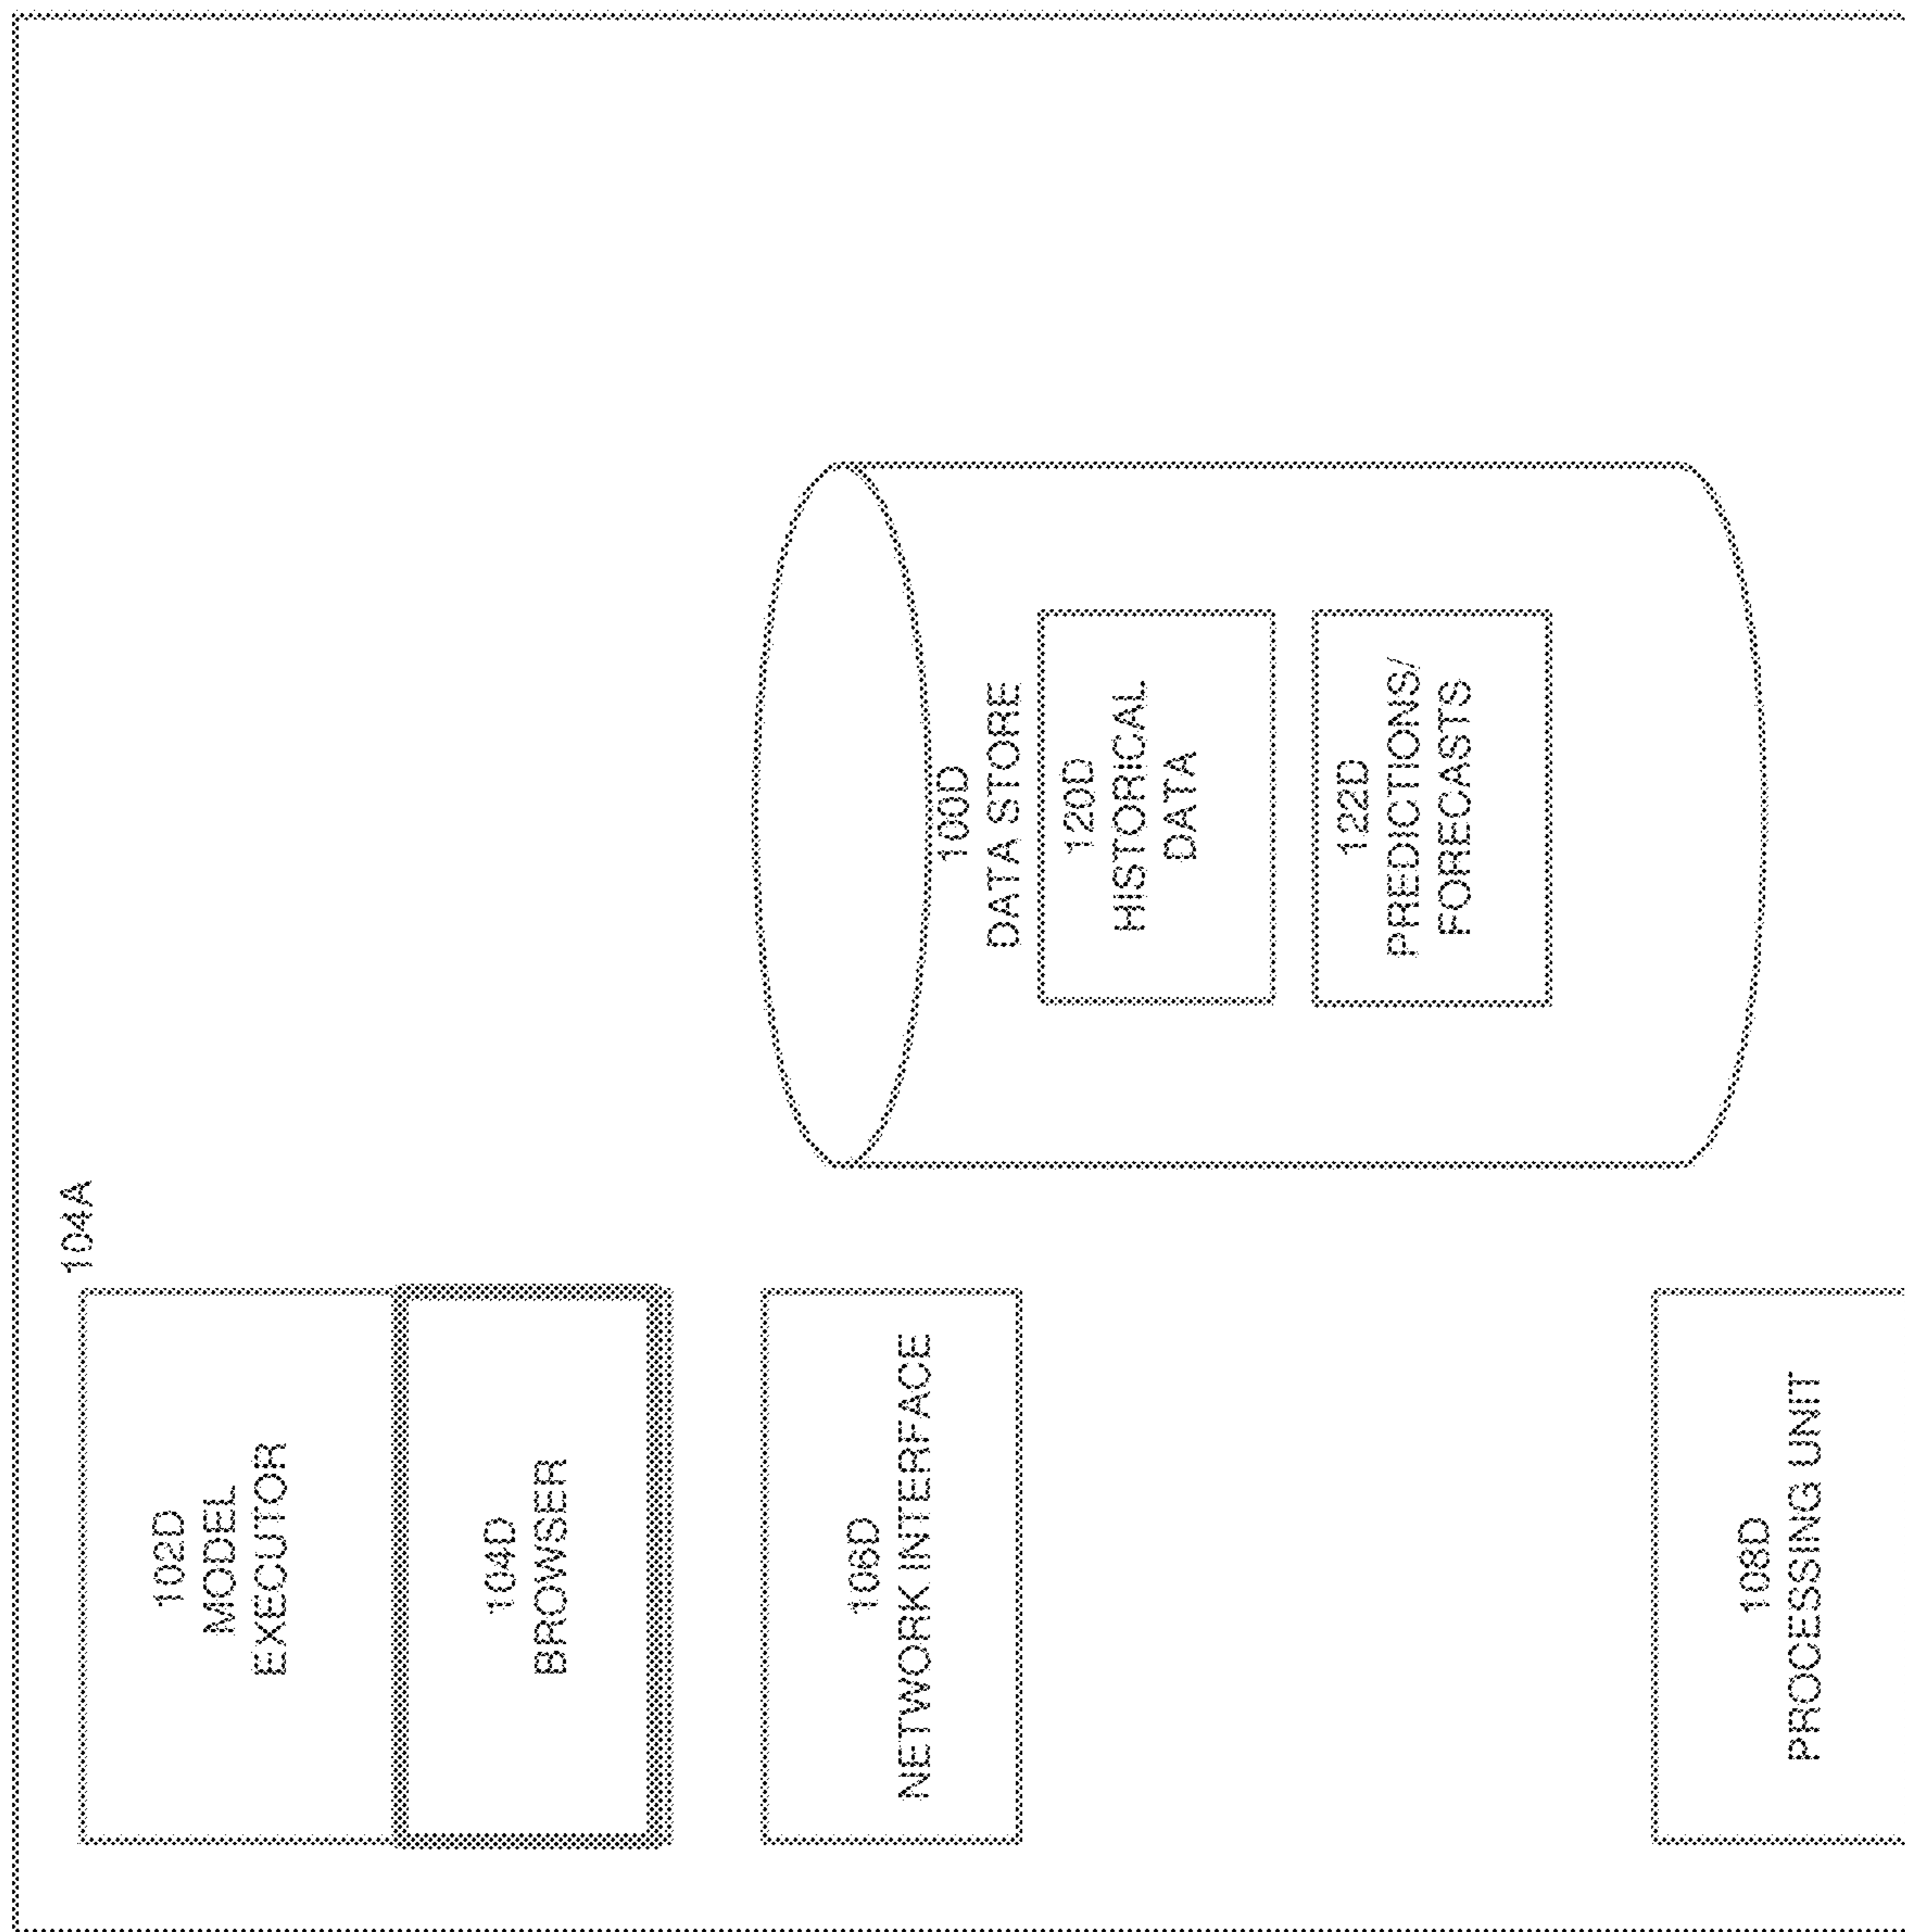 104A
102D
MODEL
EXECUTOR
104D
BROWSER
106D
NETWORK INTERFACE
108D
PROCESSING UNIT
100D
DATA STORE
120D
HISTORICAL
DATA
122D
PREDICTIONS/
FORECASTS